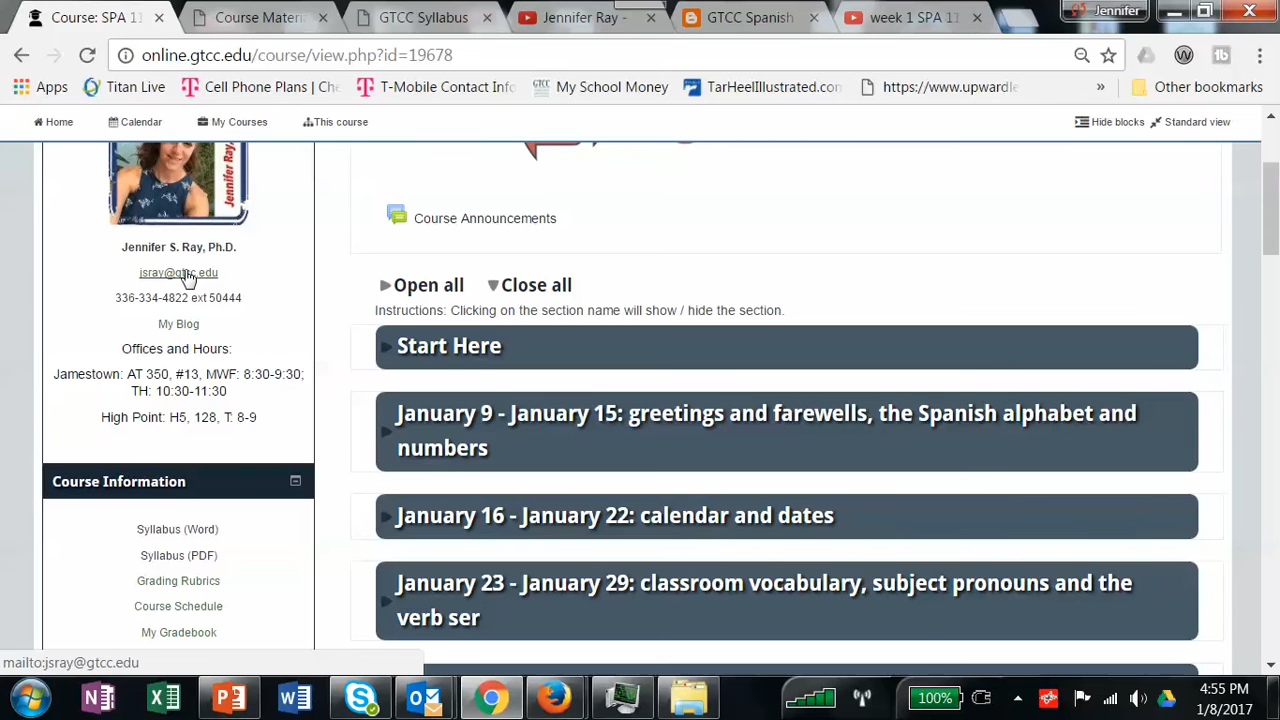 Course: SPA 11
Course Materi
GTCC Syllabus
Jennifer Ray -
GTCC Spanish
week 1 SPA 11
Jennifer
online.gtcc.edu/course/view.php?id=19678
Apps
Titan Live
Cell Phone Plans | Che
T-Mobile Contact Info
My School Money
TarHeelIllustrated.com
https://www.upwardle
»
Other bookmarks
Home
Calendar
My Courses
This course
Hide blocks
Standard view
Jennifer Ray,
Course Announcements
Jennifer S. Ray, Ph.D.
jsray@gtcc.edu
336-334-4822 ext 50444
My Blog
Offices and Hours:
Jamestown: AT 350, #13, MWF: 8:30-9:30;
TH: 10:30-11:30
High Point: H5, 128, T: 8-9
Course Information
Syllabus (Word)
Syllabus (PDF)
Grading Rubrics
Course Schedule
My Gradebook
Open all
Close all
Instructions: Clicking on the section name will show / hide the section.
Start Here
January 9 - January 15: greetings and farewells, the Spanish alphabet and
numbers
January 16 - January 22: calendar and dates
January 23 - January 29: classroom vocabulary, subject pronouns and the
verb ser
mailto:jsray@gtcc.edu
100%
4:55 PM
1/8/2017